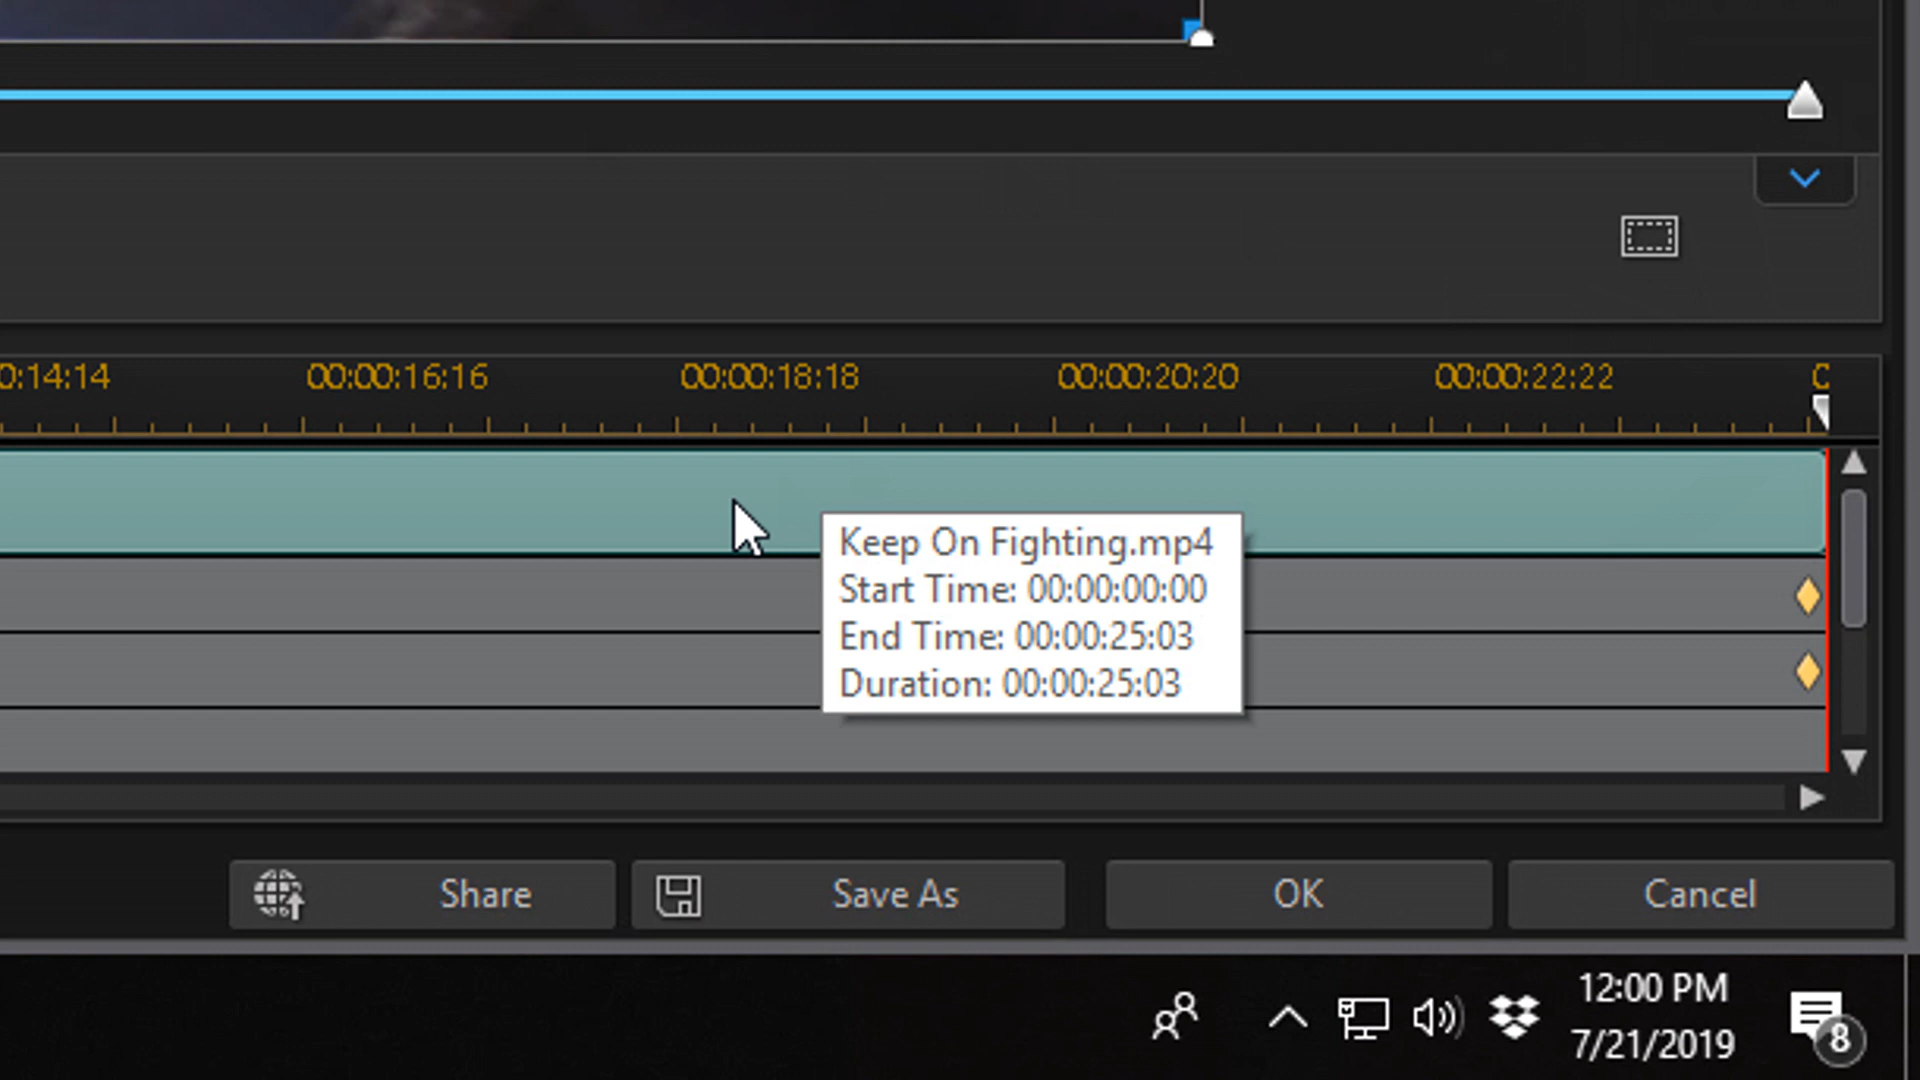 0:14:14 00:00:16:16 00:00:18:18 00:00:20:20 00:00:22:22
Keep On Fighting.mp4
Start Time: 00:00:00:00
End Time: 00:00:25:03
Duration: 00:00:25:03
Share Save As OK Cancel
12:00 PM
7/21/2019
8